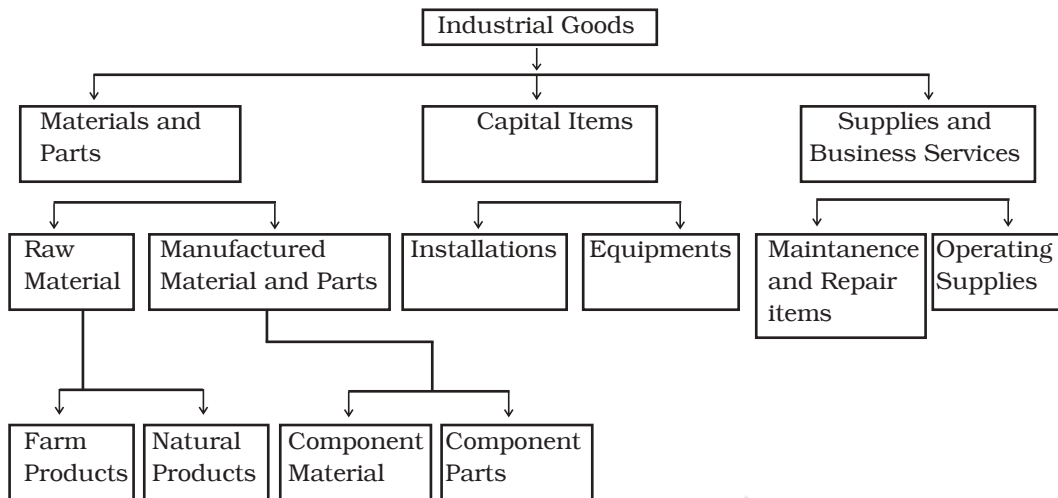 Industrial Goods
Materials and
Parts
Capital Items
Supplies and
Business Services
Raw
Material
Manufactured
Material and Parts
Installations
Equipments
Maintanence
and Repair
items
Operating
Supplies
Farm
Products
Natural
Products
Component
Material
Component
Parts